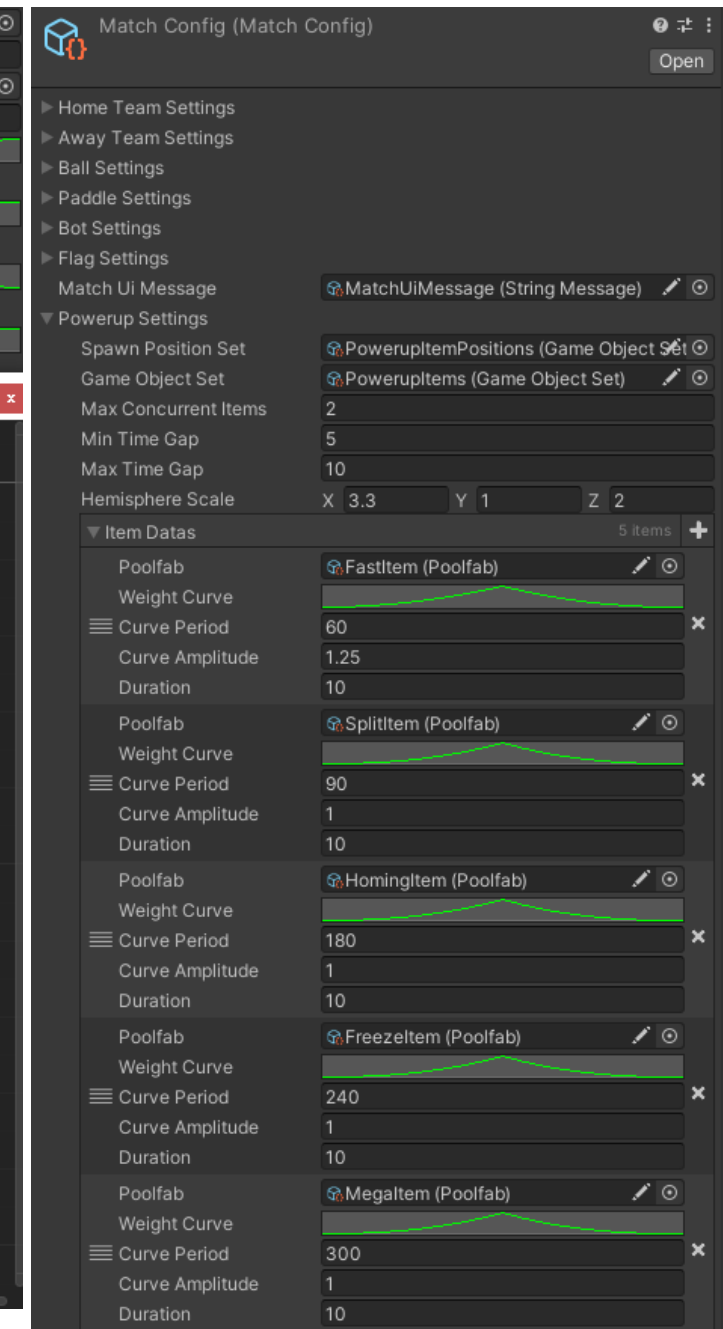 Match Config (Match Config)
Open
Home Team Settings
Away Team Settings
Ball Settings
Paddle Settings
Bot Settings
Flag Settings
Match Ui Message MatchUiMessage (String Message)
Powerup Settings
Spawn Position Set PowerupItemPositions (Game Object Set
Game Object Set PowerupItems (Game Object Set)
Max Concurrent Items 2
Min Time Gap 5
Max Time Gap 10
Hemisphere Scale X 3.3 Y 1 Z 2
Item Datas 5 items
Poolfab FastItem (Poolfab)
Weight Curve
Curve Period 60
Curve Amplitude 1.25
Duration 10
Poolfab SplitItem (Poolfab)
Weight Curve
Curve Period 90
Curve Amplitude 1
Duration 10
Poolfab HomingItem (Poolfab)
Weight Curve
Curve Period 180
Curve Amplitude 1
Duration 10
Poolfab FreezeItem (Poolfab)
Weight Curve
Curve Period 240
Curve Amplitude 1
Duration 10
Poolfab MegaItem (Poolfab)
Weight Curve
Curve Period 300
Curve Amplitude 1
Duration 10